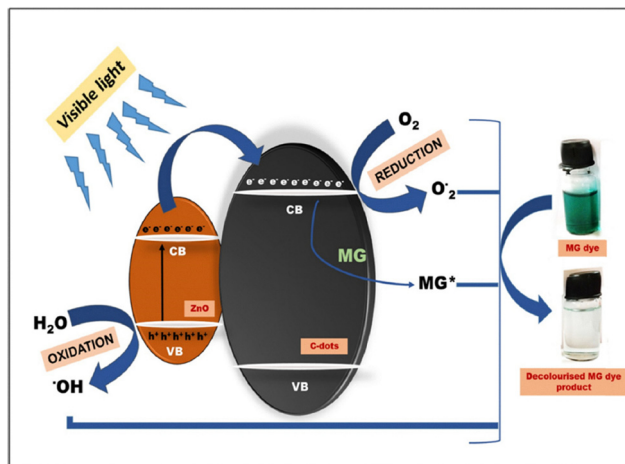 Visible light
O₂
REDUCTION
O⁻₂
e⁻ e⁻ e⁻ e⁻ e⁻ e⁻ e⁻ e⁻
CB
MG
MG*
e⁻ e⁻ e⁻ e⁻ e⁻ e⁻
CB
ZnO
H₂O
OXIDATION
h⁺ h⁺ h⁺ h⁺ h⁺
VB
•OH
C-dots
VB
MG dye
Decolourised MG dye
product